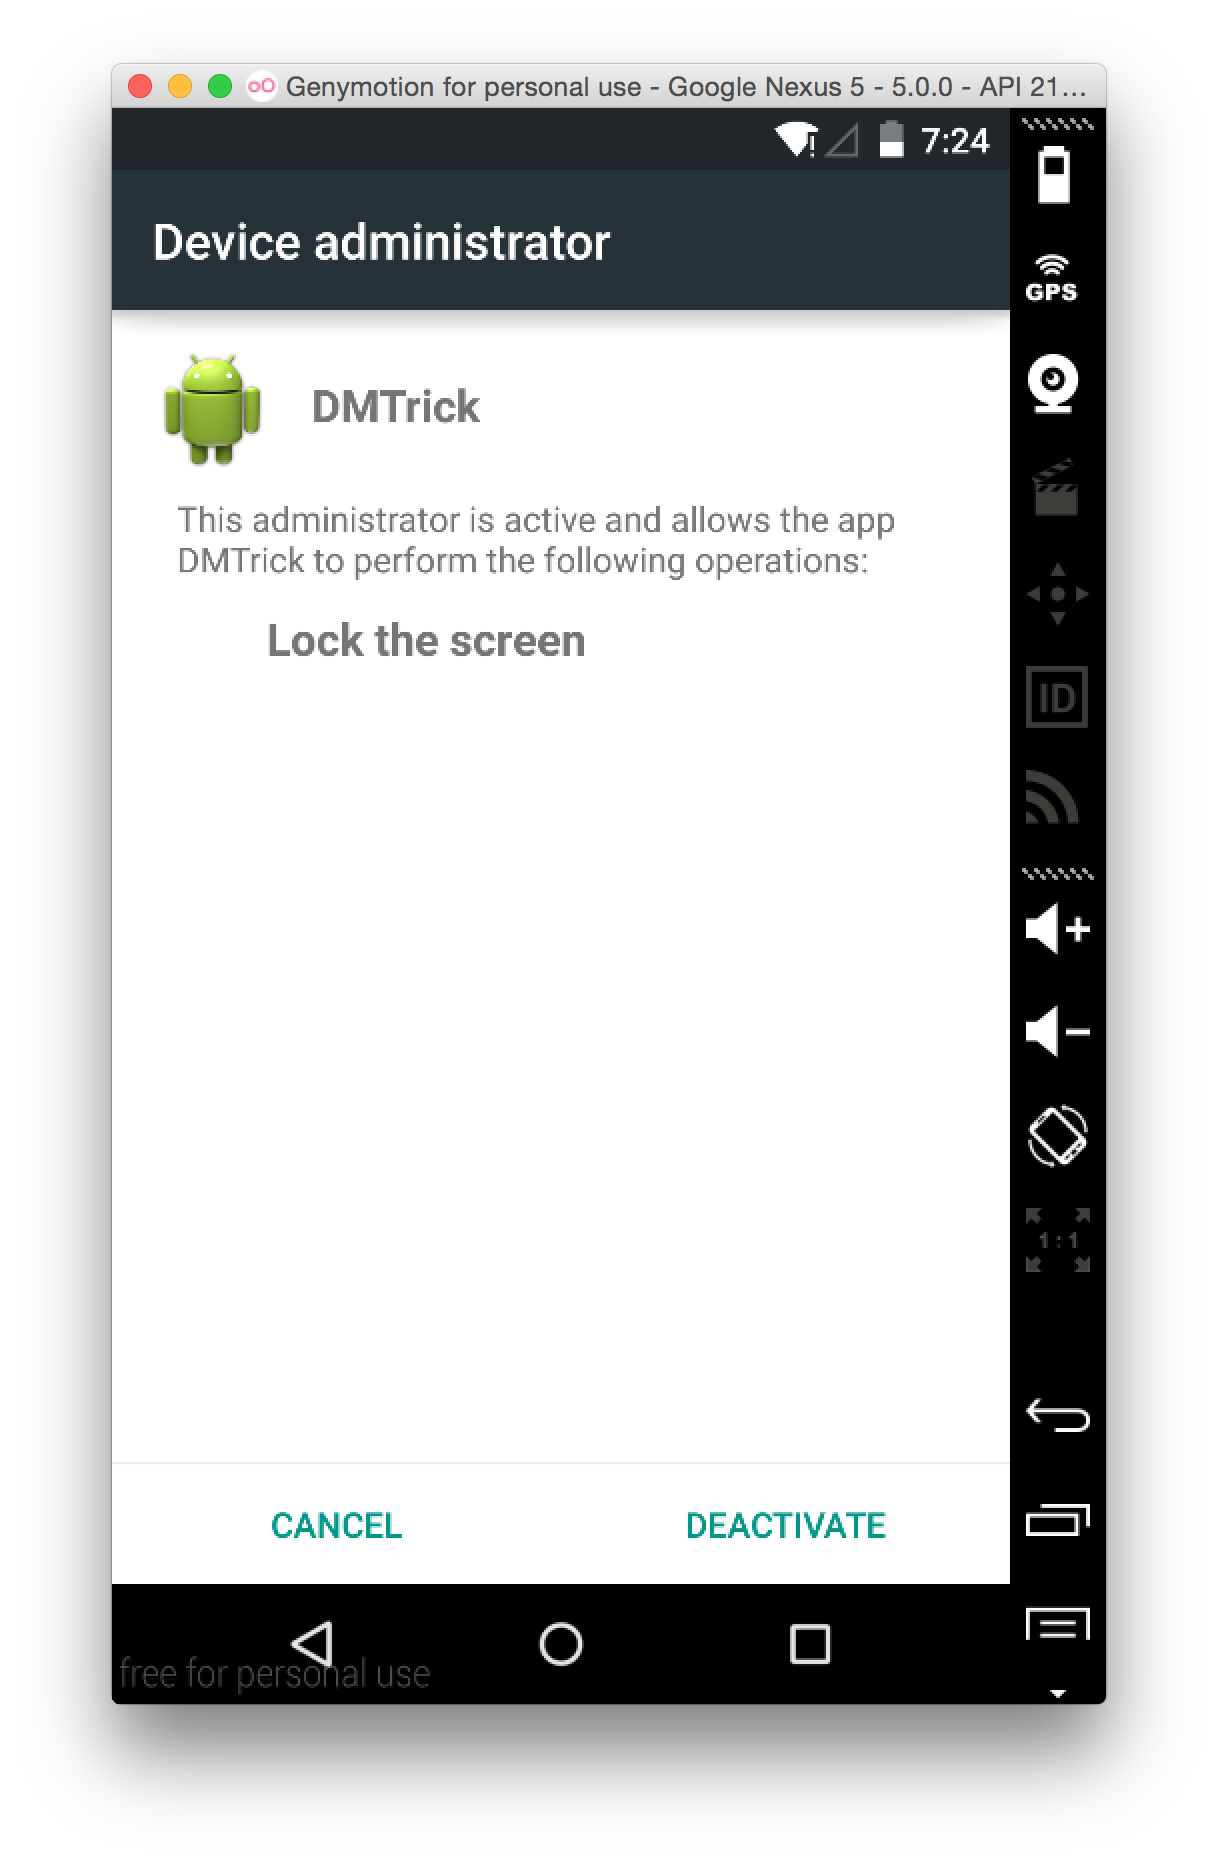 Genymotion for personal use - Google Nexus 5 - 5.0.0 - API 21...
7:24
Device administrator
GPS
DMTrick
This administrator is active and allows the app
DMTrick to perform the following operations:
Lock the screen
ID
1:1
CANCEL
DEACTIVATE
free for personal use